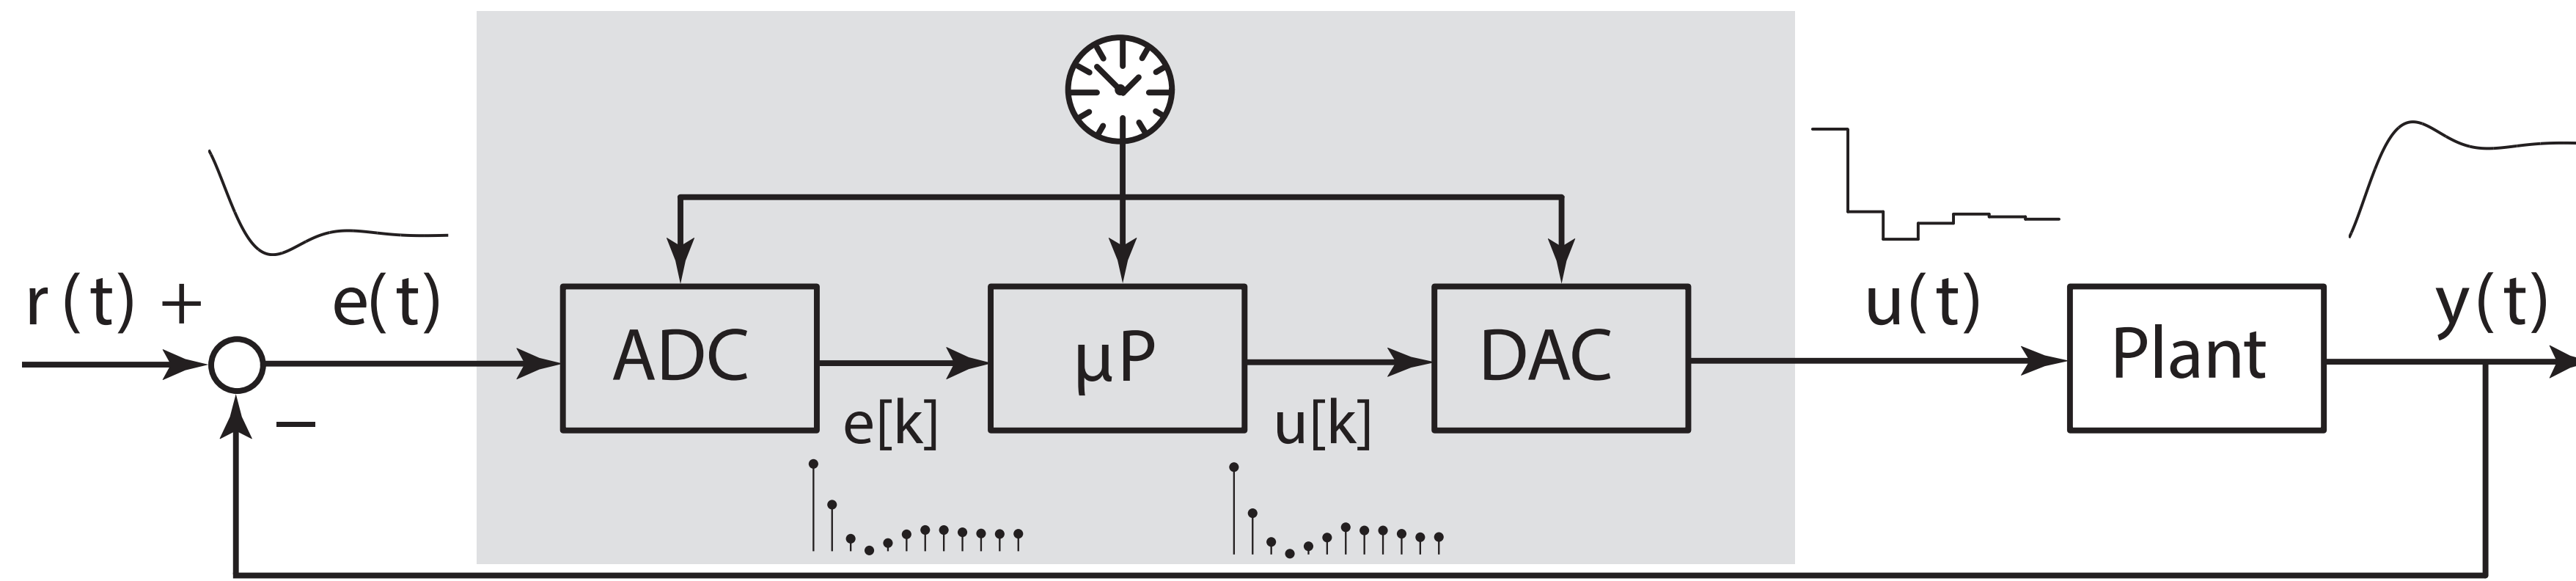 r(t) +
e(t)
ADC
e[k]
µP
u[k]
DAC
u(t)
Plant
y(t)
−